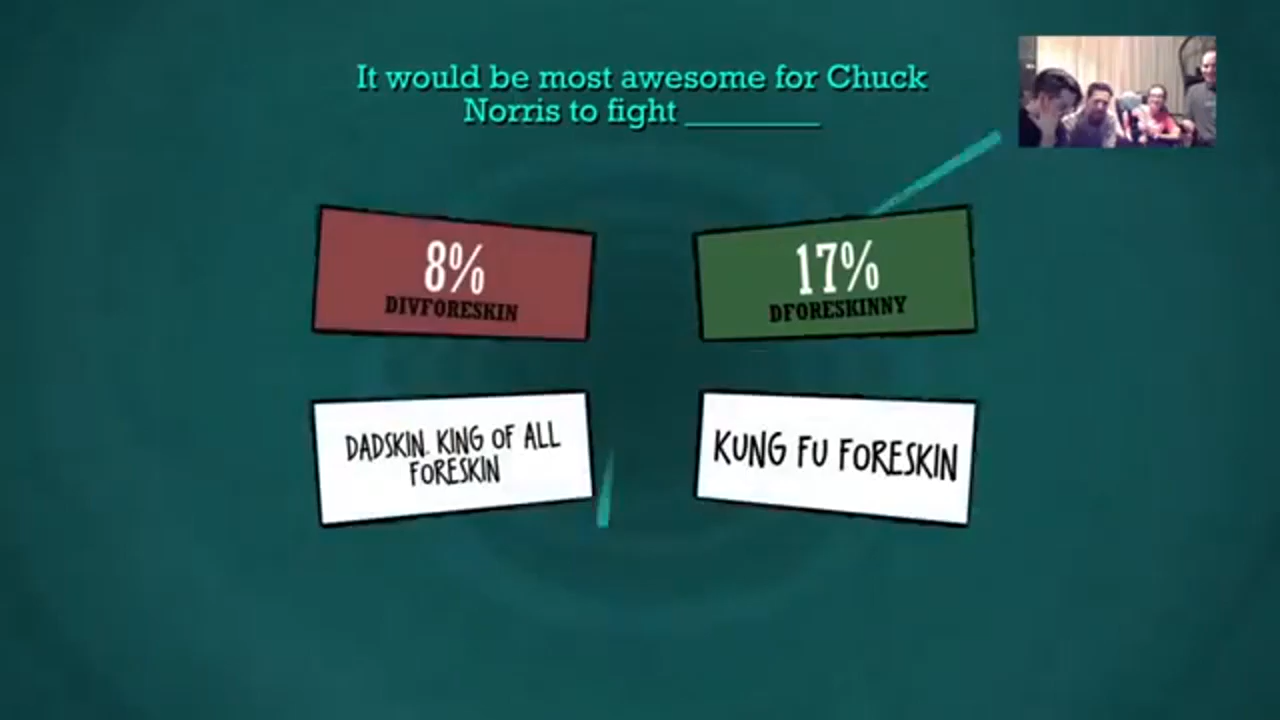 It would be most awesome for Chuck
Norris to fight ________
8%
DIVFORESKIN
17%
DFORESKINNY
DADSKIN. KING OF ALL
FORESKIN
KUNG FU FORESKIN